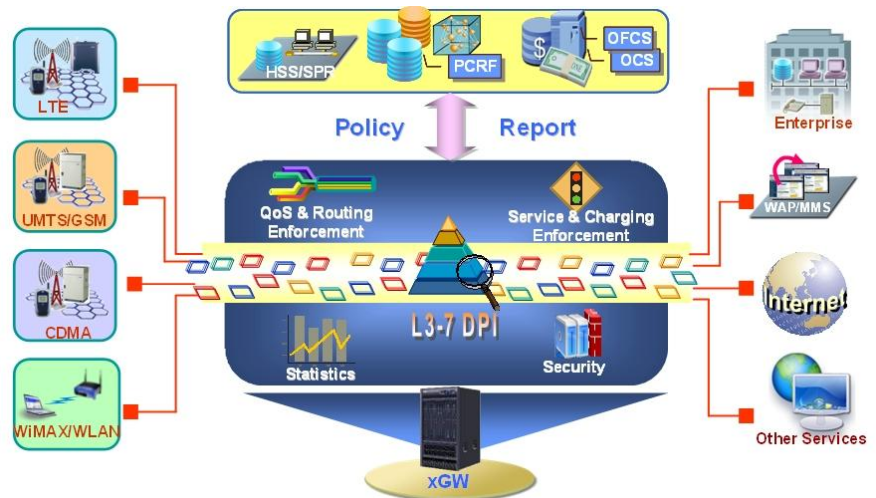 LTE
UMTS/GSM
CDMA
WiMAX/WLAN
HSS/SPR
PCRF
$
OFCS
OCS
Policy
Report
QoS & Routing
Enforcement
Service & Charging
Enforcement
L3-7 DPI
Statistics
Security
xGW
Enterprise
WAP/MMS
Internet
Other Services